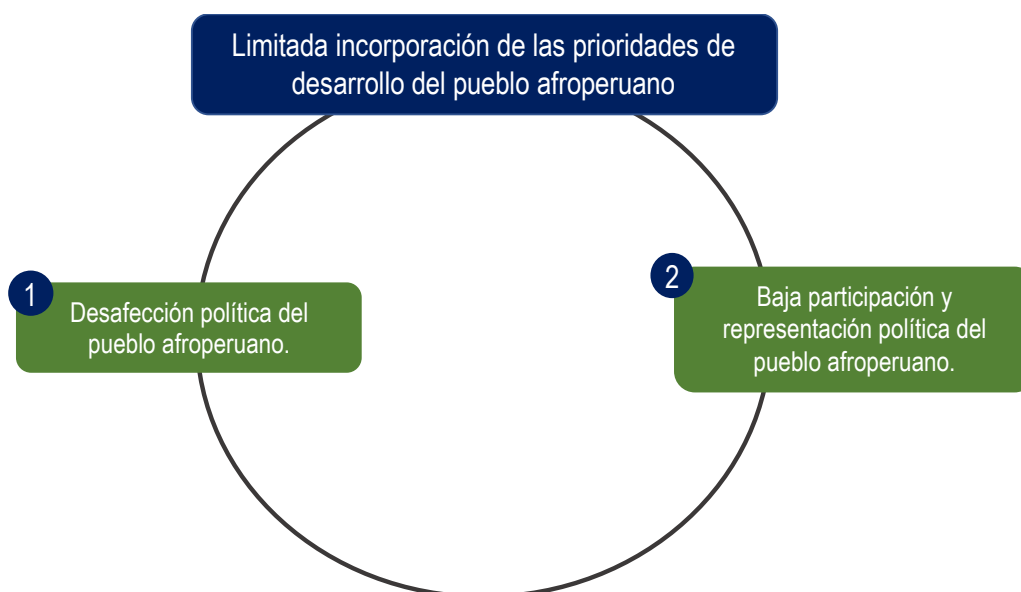 Limitada incorporación de las prioridades de
desarrollo del pueblo afroperuano
1
Desafección política del
pueblo afroperuano.
2
Baja participación y
representación política del
pueblo afroperuano.